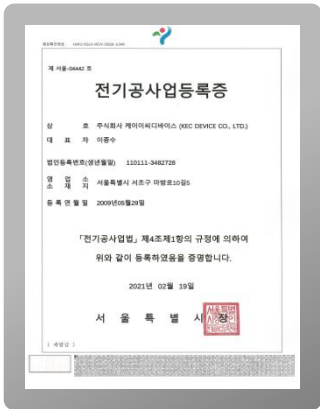 제 서울-04442 호
전기공사업등록증
상 호 주식회사 케이이씨디바이스 (KEC DEVICE CO., LTD.)
대 표 자 이종수
법인등록번호(생년월일) 110111-3482728
영 업 소
소 재 지 서울특별시 서초구 마방로10길5
등 록 연 월 일 2009년05월29일
「전기공사업법」 제4조제1항의 규정에 의하여
위와 같이 등록하였음을 증명합니다.
2021년 02월 19일
서 울 특 별 시 장
( 재발급 )